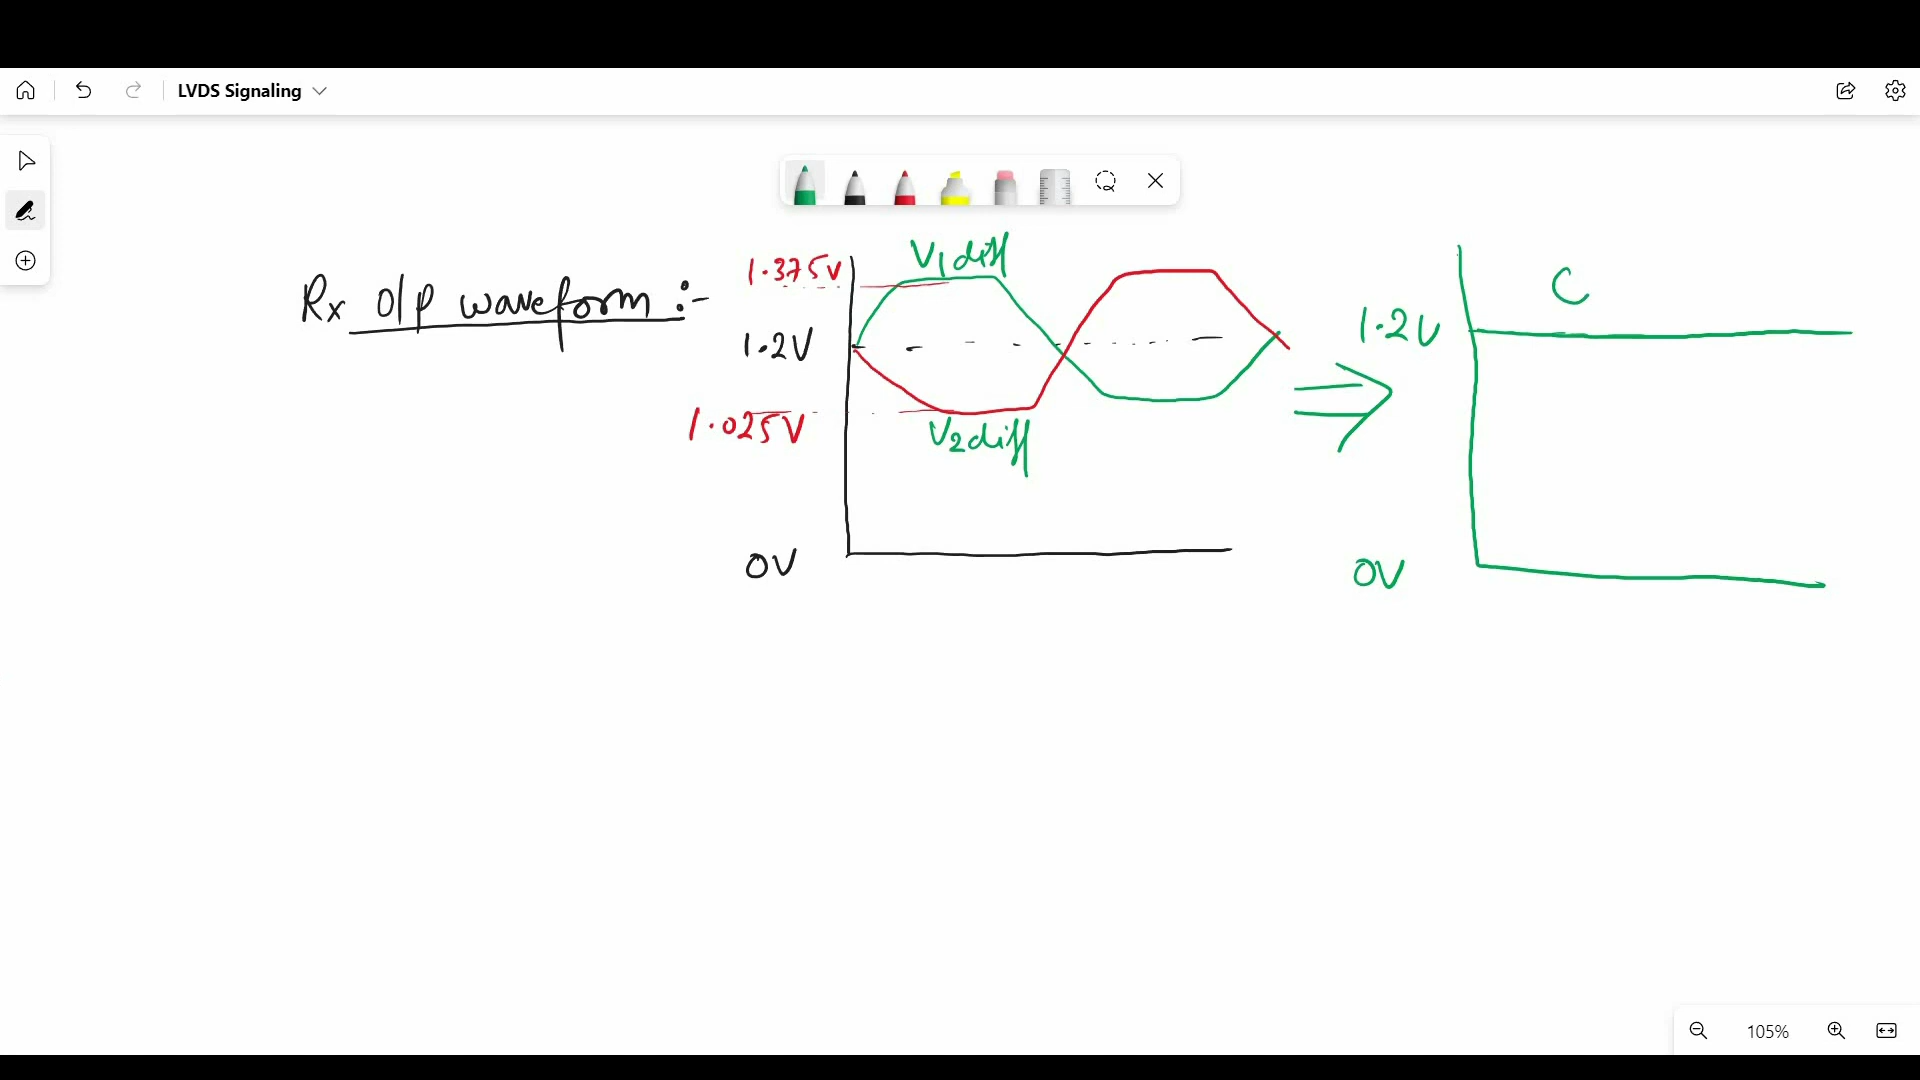 LVDS Signaling
Rx o/p waveform :-
1.375V
V1diff
1.2V
1.025V
V2diff
0V
C
1.2V
0V
105%